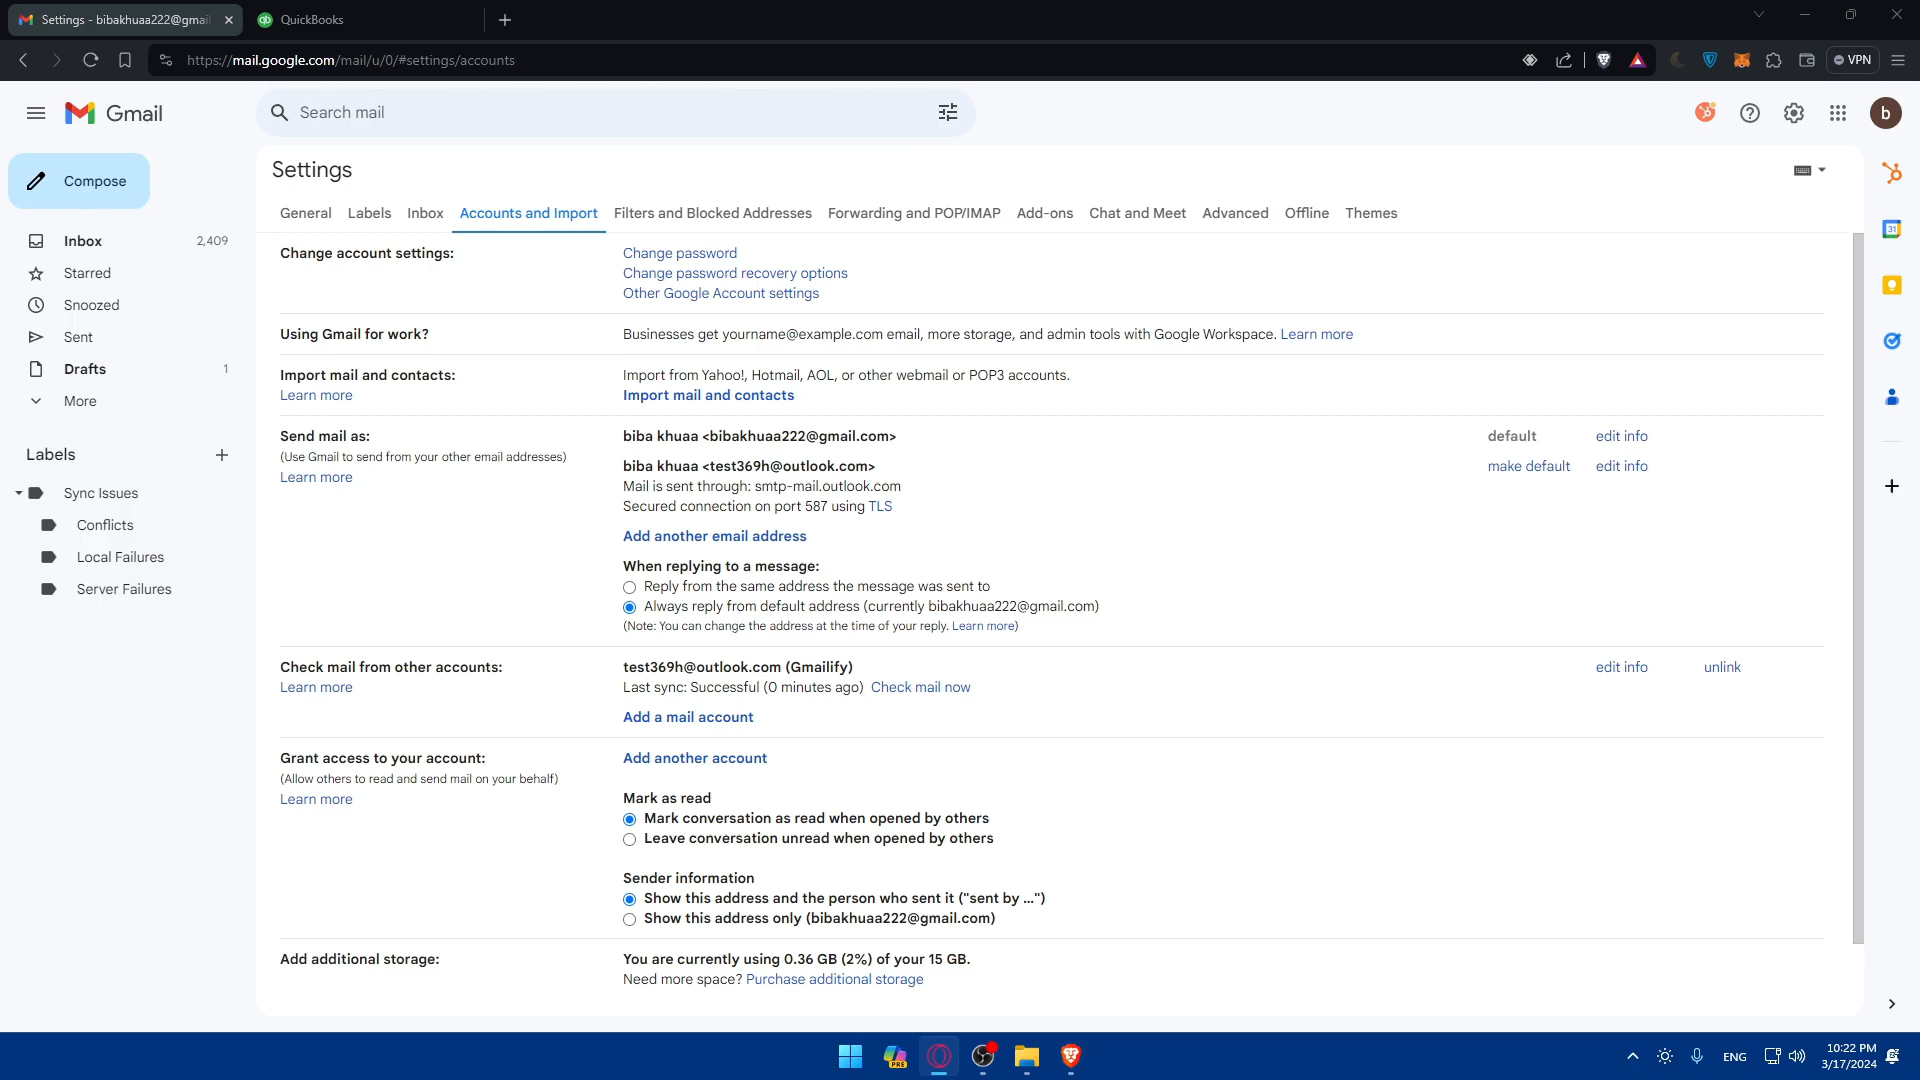 Settings - bibakhuaa222@gmail
QuickBooks
https://mail.google.com/mail/u/0/#settings/accounts
VPN
Gmail
Search mail
b
Compose
Inbox 2,409
Starred
Snoozed
Sent
Drafts 1
More
Labels
Sync Issues
Conflicts
Local Failures
Server Failures
Settings
General Labels Inbox Accounts and Import Filters and Blocked Addresses Forwarding and POP/IMAP Add-ons Chat and Meet Advanced Offline Themes
Change account settings: Change password
Change password recovery options
Other Google Account settings
Using Gmail for work? Businesses get yourname@example.com email, more storage, and admin tools with Google Workspace. Learn more
Import mail and contacts: Import from Yahoo!, Hotmail, AOL, or other webmail or POP3 accounts.
Learn more Import mail and contacts
Send mail as: biba khuaa <bibakhuaa222@gmail.com> default edit info
(Use Gmail to send from your other email addresses) biba khuaa <test369h@outlook.com> make default edit info
Learn more Mail is sent through: smtp-mail.outlook.com
Secured connection on port 587 using TLS
Add another email address
When replying to a message:
Reply from the same address the message was sent to
Always reply from default address (currently bibakhuaa222@gmail.com)
(Note: You can change the address at the time of your reply. Learn more)
Check mail from other accounts: test369h@outlook.com (Gmailify) edit info unlink
Learn more Last sync: Successful (0 minutes ago) Check mail now
Add a mail account
Grant access to your account: Add another account
(Allow others to read and send mail on your behalf)
Learn more Mark as read
Mark conversation as read when opened by others
Leave conversation unread when opened by others
Sender information
Show this address and the person who sent it ("sent by ...")
Show this address only (bibakhuaa222@gmail.com)
Add additional storage: You are currently using 0.36 GB (2%) of your 15 GB.
Need more space? Purchase additional storage
31
PRE
ENG
10:22 PM
3/17/2024